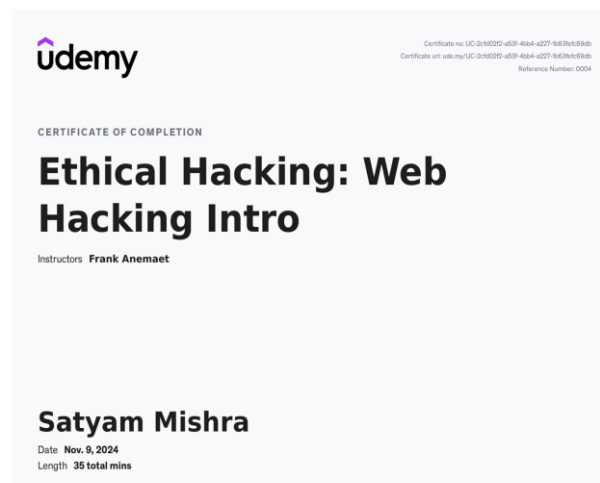 ûdemy
Certificate no: UC-2cfd02f2-a53f-4bb4-a227-1b63fefc69db
Certificate url: ude.my/UC-2cfd02f2-a53f-4bb4-a227-1b63fefc69db
Reference Number: 0004
CERTIFICATE OF COMPLETION
Ethical Hacking: Web
Hacking Intro
Instructors Frank Anemaet
Satyam Mishra
Date Nov. 9, 2024
Length 35 total mins